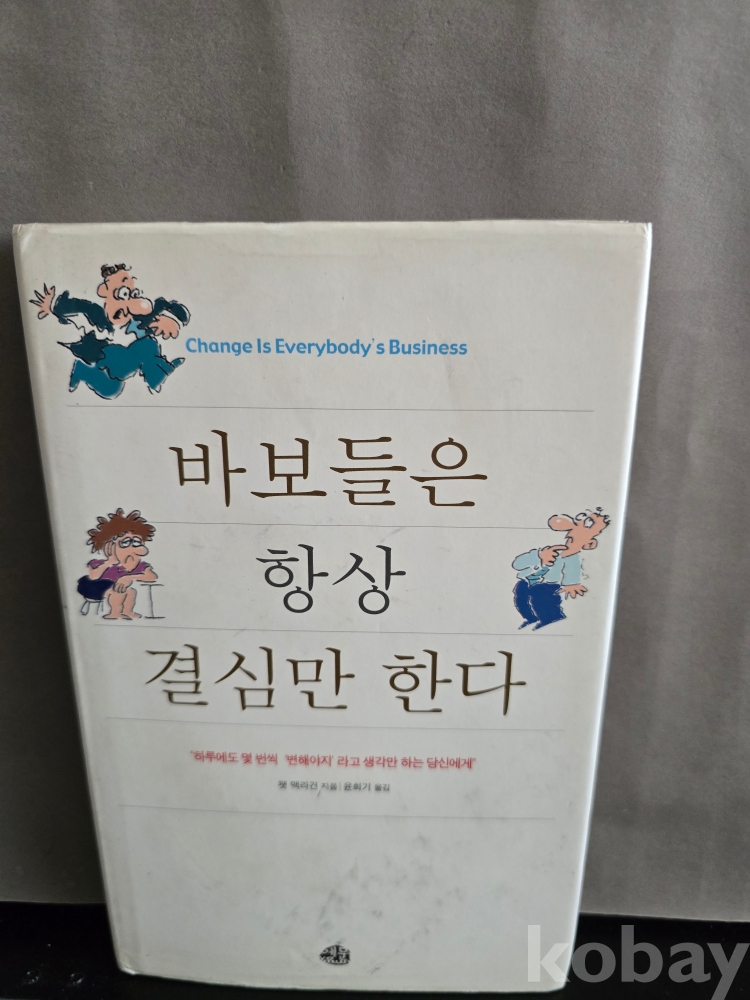 Change Is Everybody's Business
바보들은
항상
결심만 한다
"하루에도 몇 번씩 '변해야지' 라고 생각만 하는 당신에게"
팻 맥라건 지음 | 윤희기 옮김
kobay